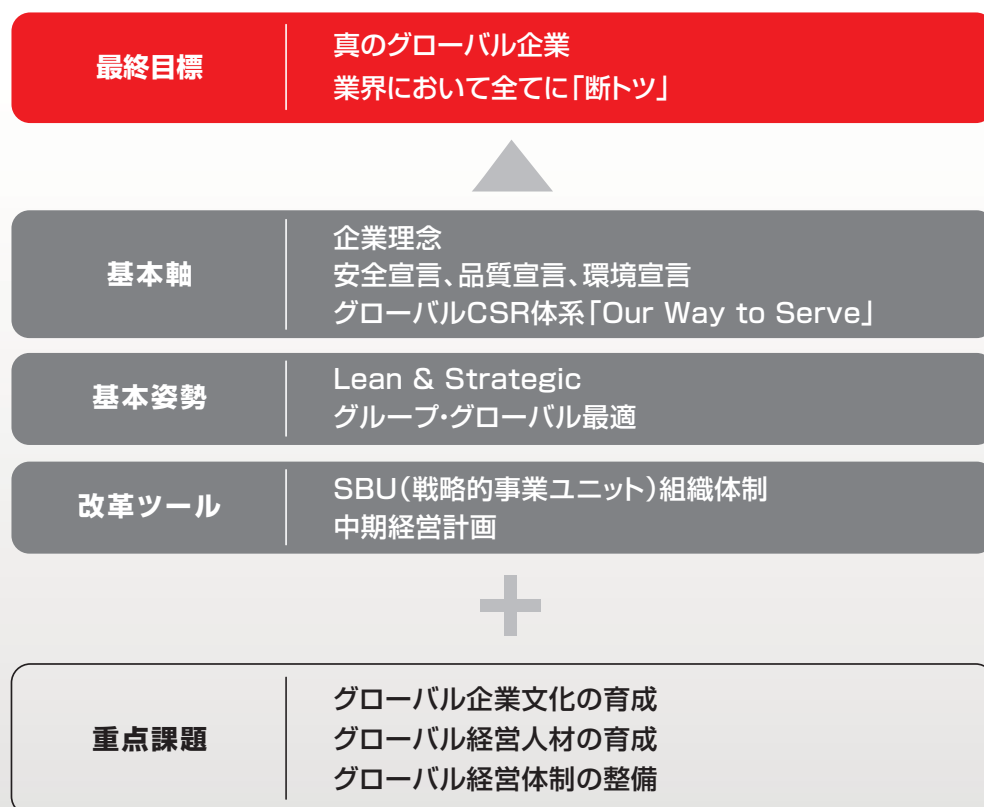 最終目標
真のグローバル企業
業界において全てに「断トツ」
基本軸
企業理念
安全宣言、品質宣言、環境宣言
グローバルCSR体系「Our Way to Serve」
基本姿勢
Lean & Strategic
グループ・グローバル最適
改革ツール
SBU（戦略的事業ユニット）組織体制
中期経営計画
重点課題
グローバル企業文化の育成
グローバル経営人材の育成
グローバル経営体制の整備